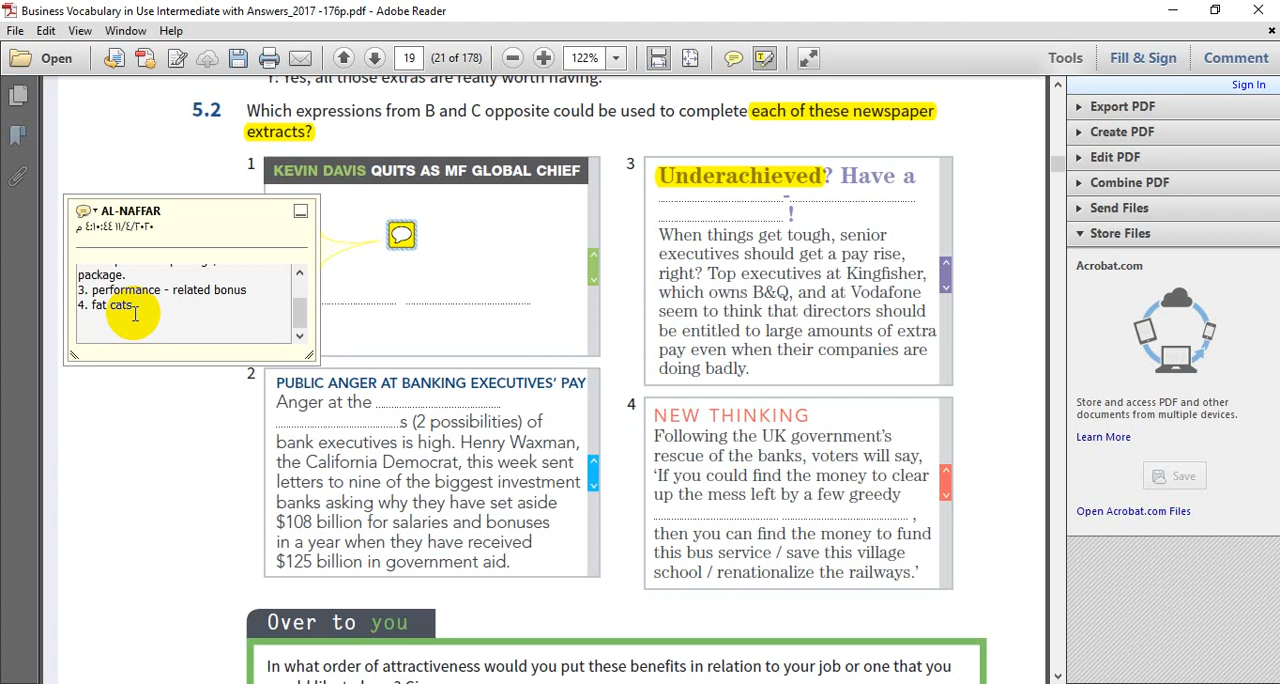 Business Vocabulary in Use Intermediate with Answers_2017 -176p.pdf - Adobe Reader
File Edit View Window Help
Open 19 (21 of 178) 122% Tools Fill & Sign Comment
Sign In
Export PDF
Create PDF
Edit PDF
Combine PDF
Send Files
Store Files
Acrobat.com
Store and access PDF and other
documents from multiple devices.
Learn More
Save
Open Acrobat.com Files
Y: Yes, all those extras are really worth having.
5.2 Which expressions from B and C opposite could be used to complete each of these newspaper
extracts?
1 KEVIN DAVIS QUITS AS MF GLOBAL CHIEF
AL-NAFFAR
package.
3. performance - related bonus
4. fat cats
2 PUBLIC ANGER AT BANKING EXECUTIVES’ PAY
Anger at the
s (2 possibilities) of
bank executives is high. Henry Waxman,
the California Democrat, this week sent
letters to nine of the biggest investment
banks asking why they have set aside
$108 billion for salaries and bonuses
in a year when they have received
$125 billion in government aid.
3 Underachieved? Have a
-
!
When things get tough, senior
executives should get a pay rise,
right? Top executives at Kingfisher,
which owns B&Q, and at Vodafone
seem to think that directors should
be entitled to large amounts of extra
pay even when their companies are
doing badly.
4 NEW THINKING
Following the UK government’s
rescue of the banks, voters will say,
‘If you could find the money to clear
up the mess left by a few greedy
,
then you can find the money to fund
this bus service / save this village
school / renationalize the railways.’
Over to you
In what order of attractiveness would you put these benefits in relation to your job or one that you